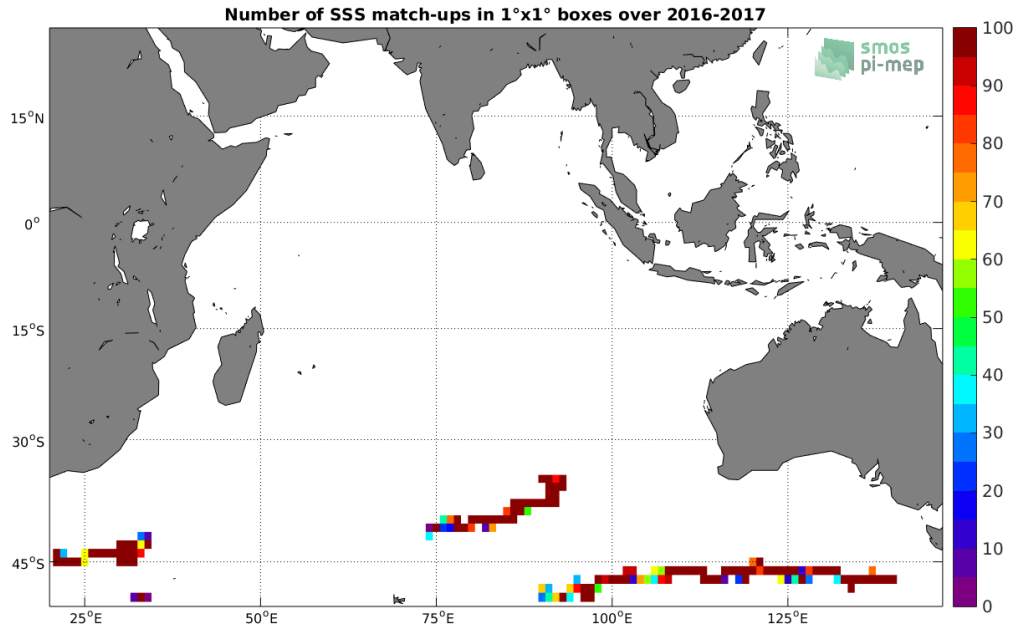 Number of SSS match-ups in 1°x1° boxes over 2016-2017
smos
pi-mep
100
90
80
70
60
50
40
30
20
10
0
15°N
0°
15°S
30°S
45°S
25°E
50°E
75°E
100°E
125°E